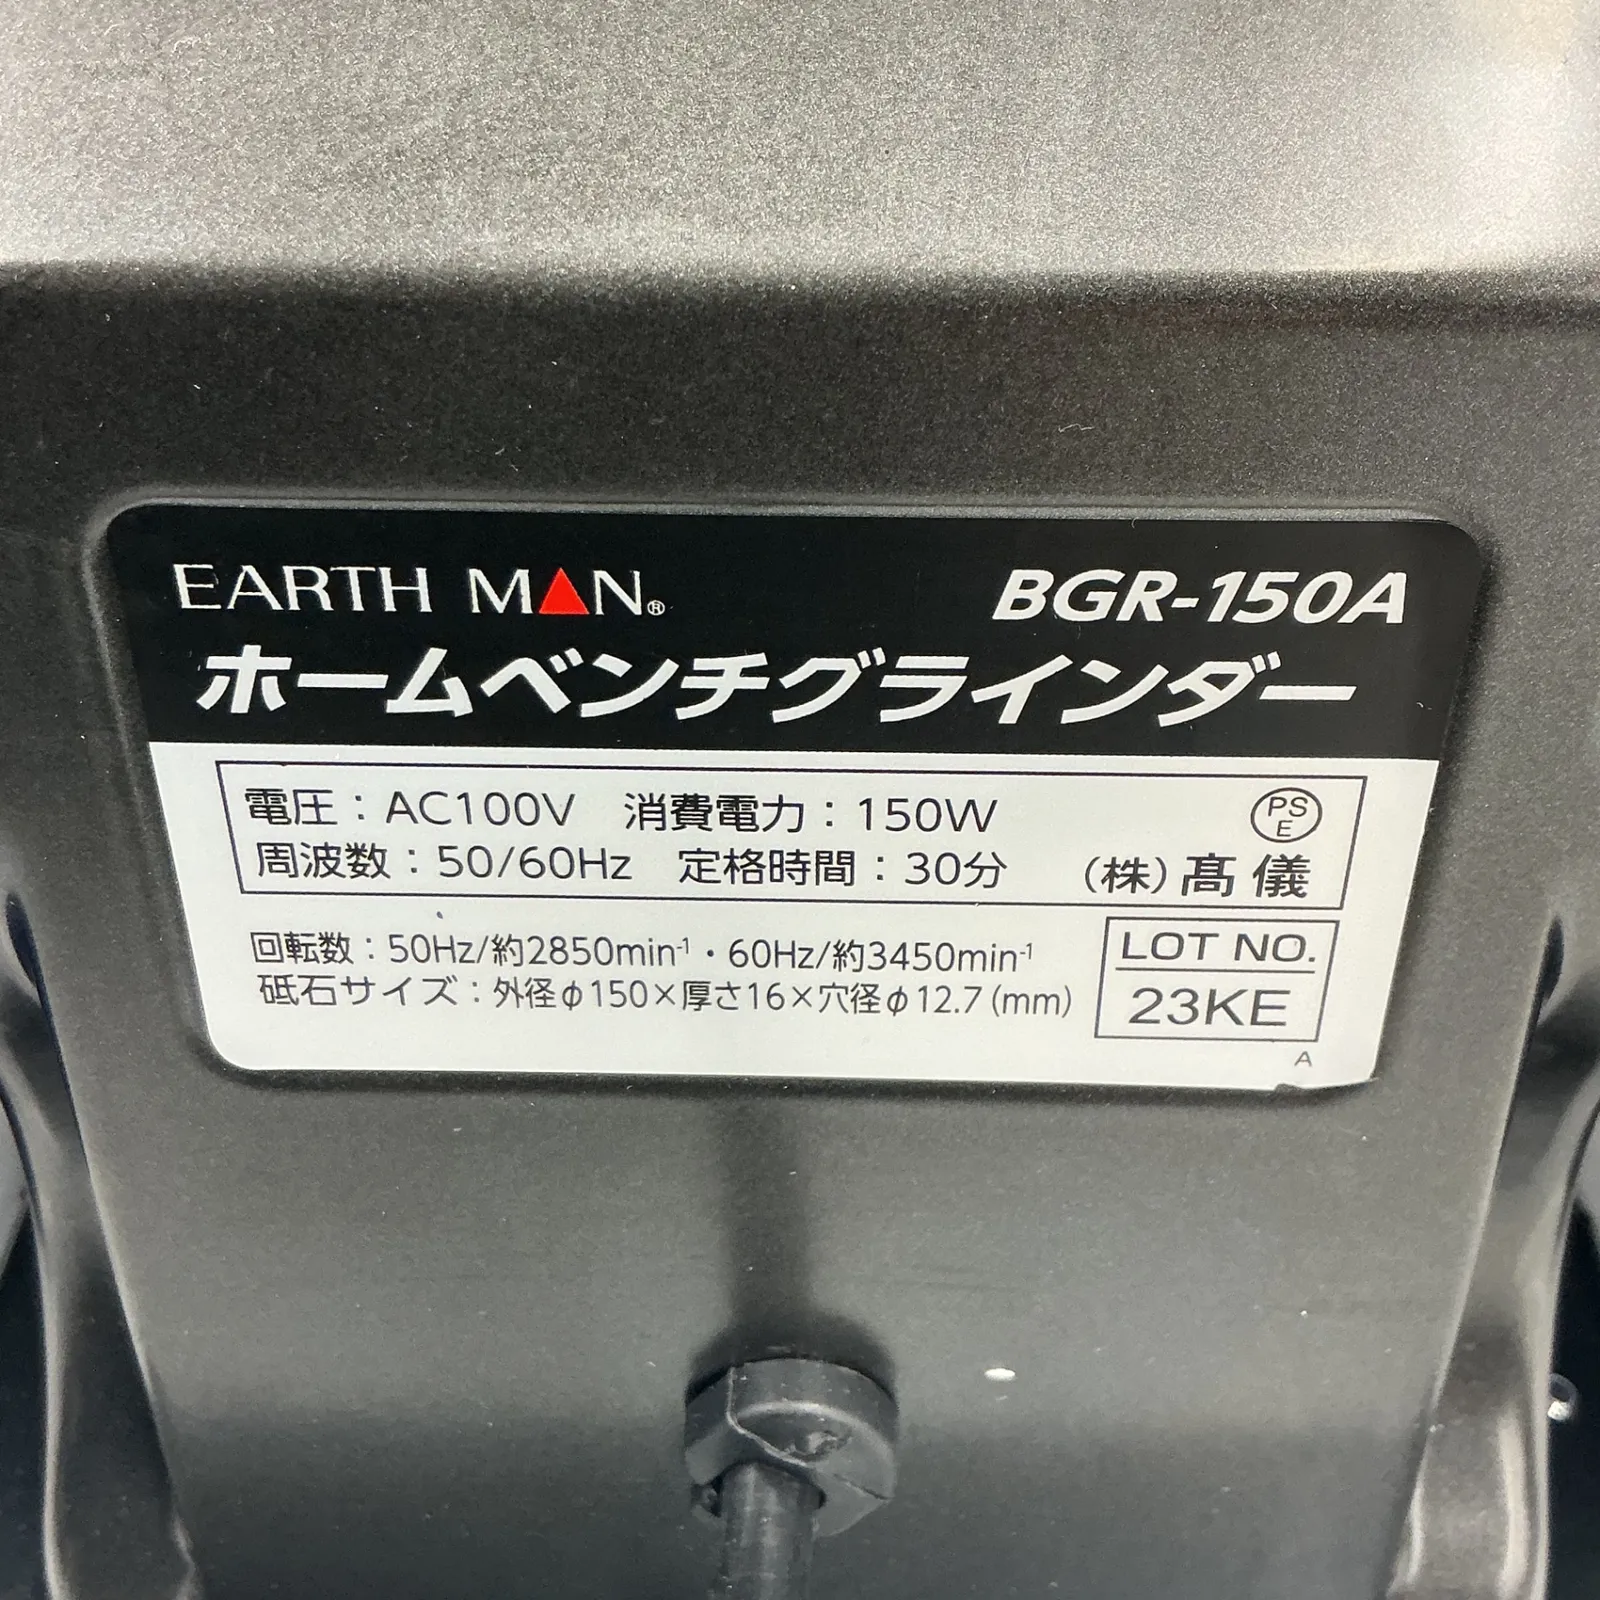 EARTH MAN® BGR-150A
ホームベンチグラインダー
電圧：AC100V 消費電力：150W PSE
周波数：50/60Hz 定格時間：30分 (株)髙儀
回転数：50Hz/約2850min⁻¹・60Hz/約3450min⁻¹
砥石サイズ：外径φ150×厚さ16×穴径φ12.7(mm)
LOT NO.
23KE
A